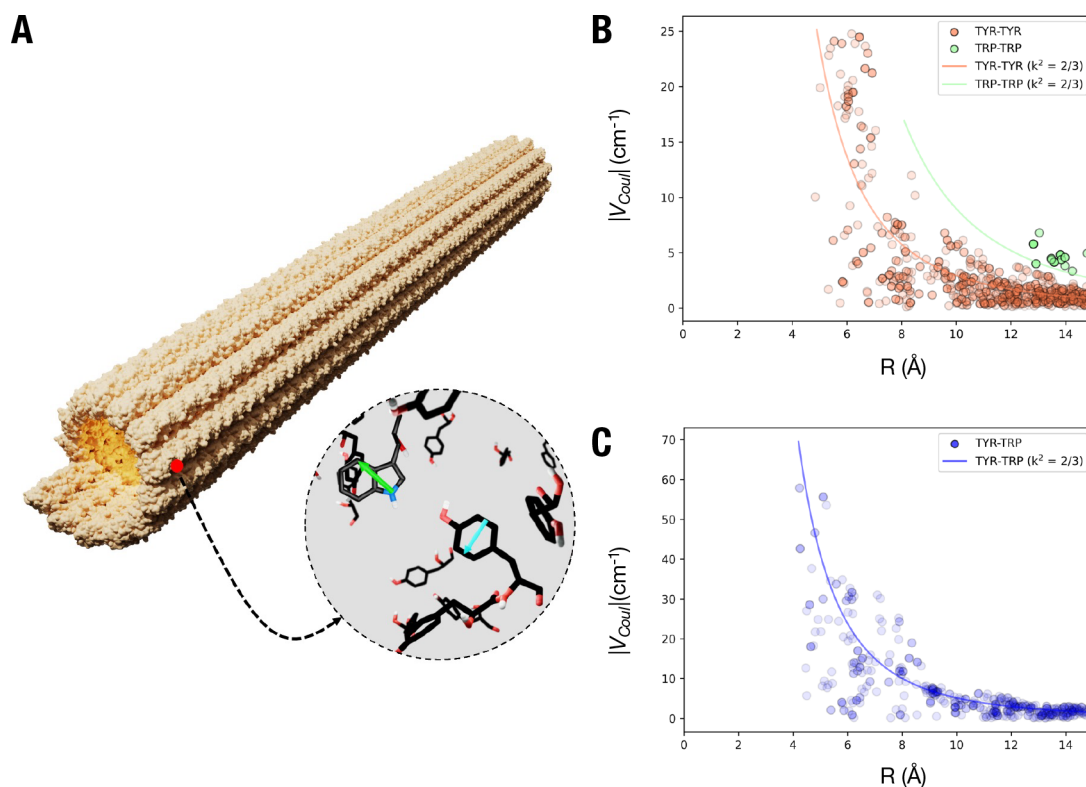 A
B
25
20
15
10
5
0
|V_Coul| (cm⁻¹)
TYR-TYR
TRP-TRP
TYR-TYR (k² = 2/3)
TRP-TRP (k² = 2/3)
0 2 4 6 8 10 12 14
R (Å)
C
70
60
50
40
30
20
10
0
|V_Coul|(cm⁻¹)
TYR-TRP
TYR-TRP (k² = 2/3)
0 2 4 6 8 10 12 14
R (Å)